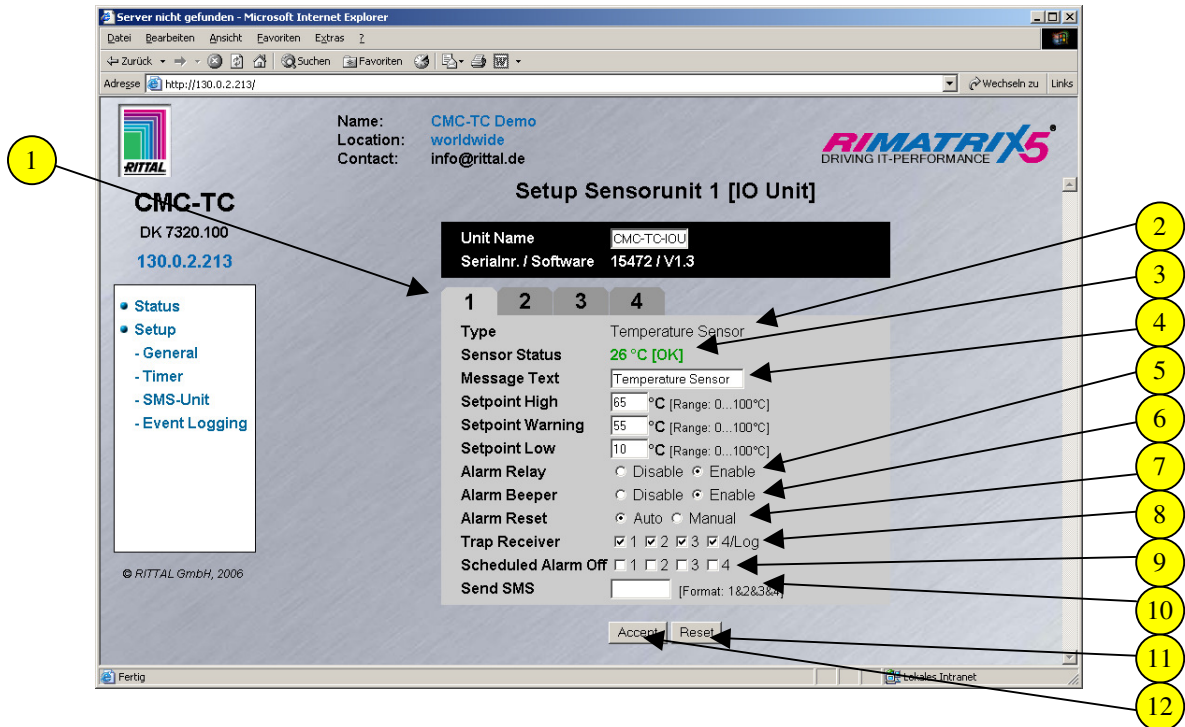 Server nicht gefunden - Microsoft Internet Explorer
Datei Bearbeiten Ansicht Favoriten Extras ?
Zurück Suchen Favoriten
Adresse http://130.0.2.213/ Wechseln zu Links
RITTAL
Name: CMC-TC Demo
Location: worldwide
Contact: info@rittal.de
RIMATRIX5
DRIVING IT-PERFORMANCE
CMC-TC
DK 7320.100
130.0.2.213
Status
Setup
- General
- Timer
- SMS-Unit
- Event Logging
© RITTAL GmbH, 2006
Setup Sensorunit 1 [IO Unit]
Unit Name CMC-TC-IOU
Serialnr. / Software 15472 / V1.3
1 2 3 4
Type Temperature Sensor
Sensor Status 26 °C [OK]
Message Text Temperature Sensor
Setpoint High 65 °C [Range: 0...100°C]
Setpoint Warning 55 °C [Range: 0...100°C]
Setpoint Low 10 °C [Range: 0...100°C]
Alarm Relay Disable Enable
Alarm Beeper Disable Enable
Alarm Reset Auto Manual
Trap Receiver 1 2 3 4/Log
Scheduled Alarm Off 1 2 3 4
Send SMS [Format: 1&2&3&4]
Accept Reset
Fertig Lokales Intranet
1
2
3
4
5
6
7
8
9
10
11
12